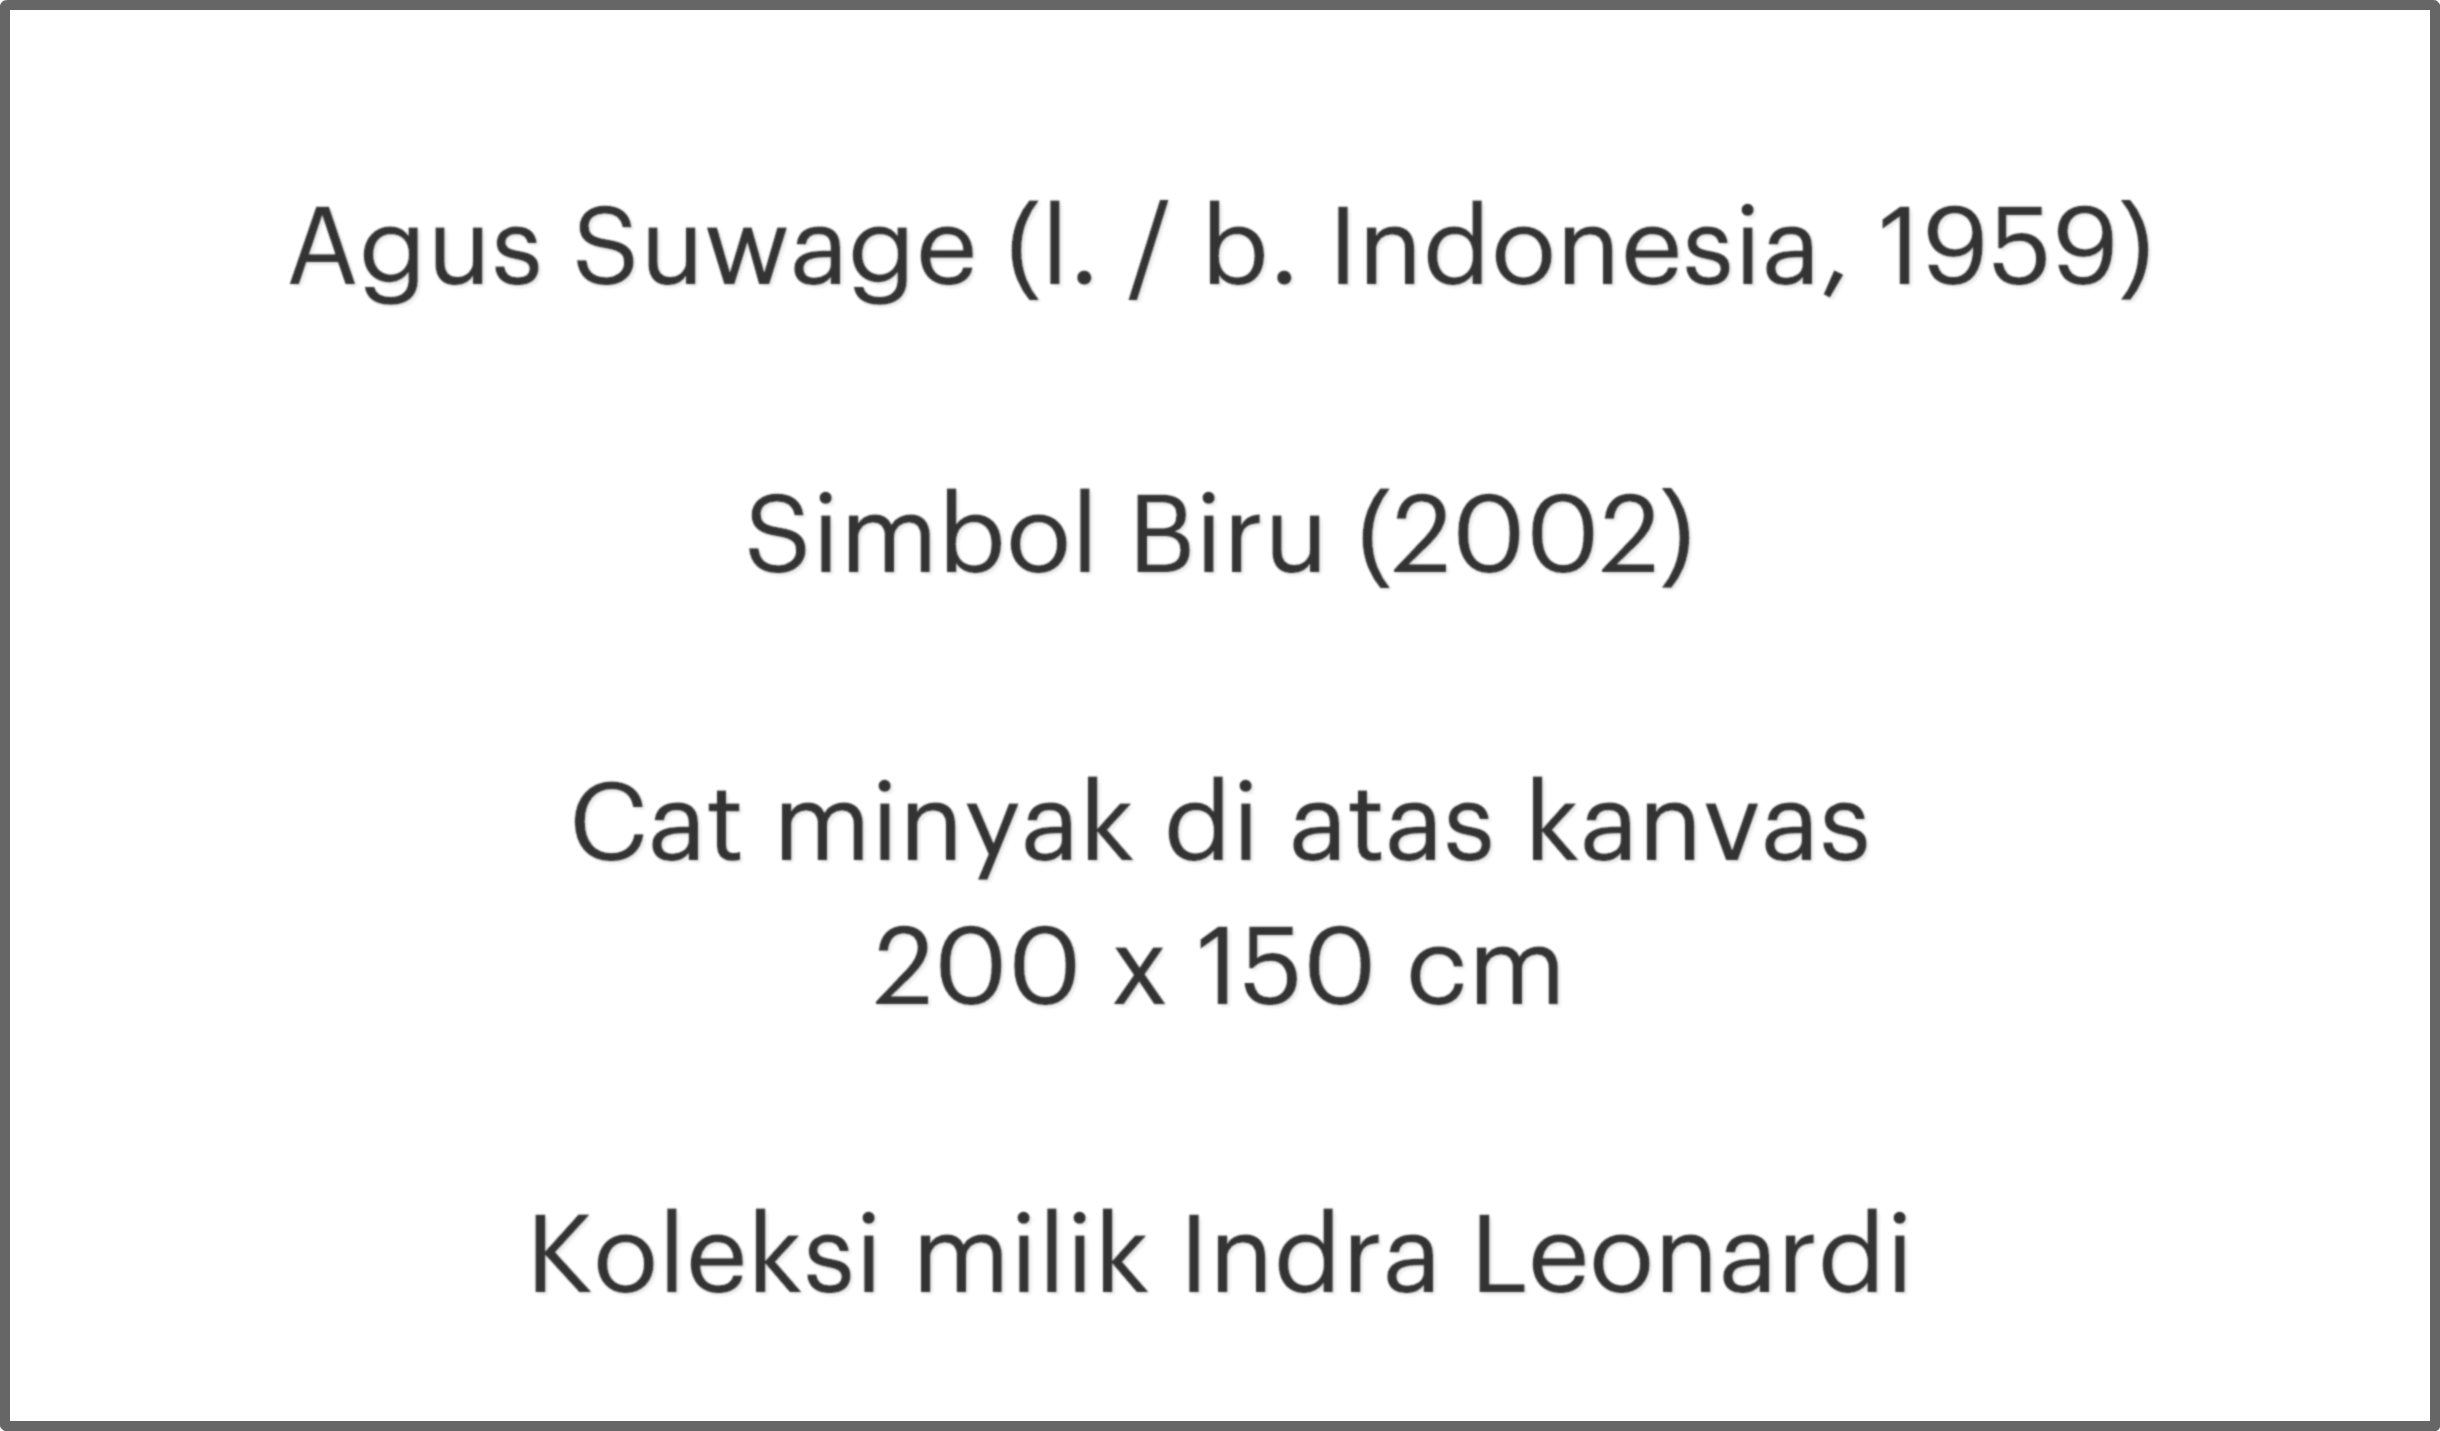 Agus Suwage (l. / b. Indonesia, 1959)
Simbol Biru (2002)
Cat minyak di atas kanvas
200 x 150 cm
Koleksi milik Indra Leonardi